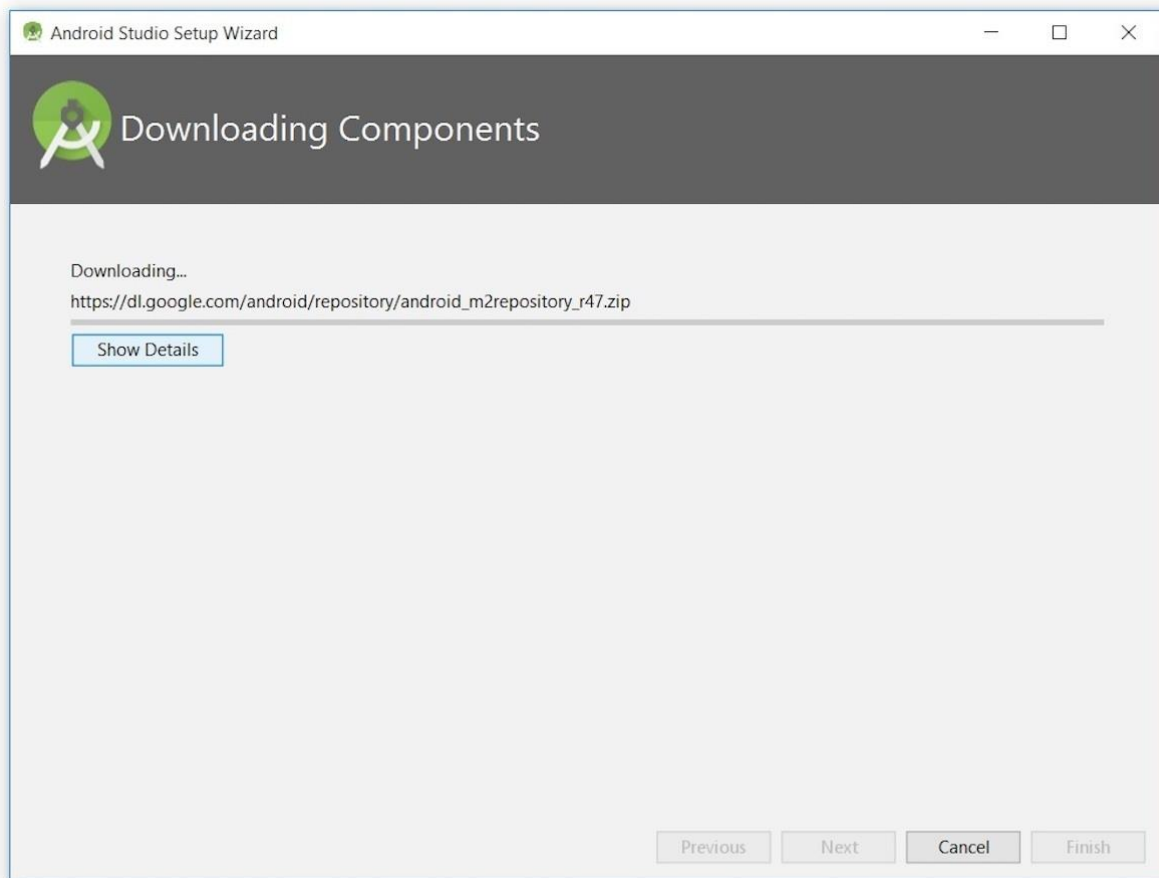 Android Studio Setup Wizard
Downloading Components
Downloading...
https://dl.google.com/android/repository/android_m2repository_r47.zip
Show Details
Previous Next Cancel Finish